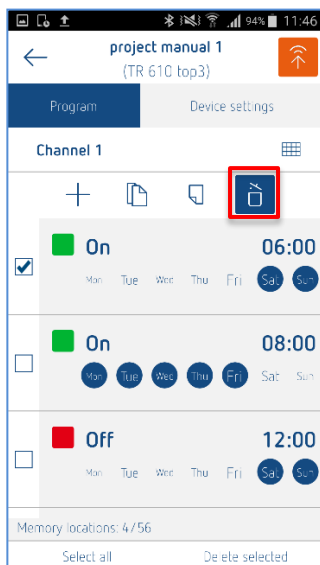 94% 11:46
project manual 1
(TR 610 top3)
Program Device settings
Channel 1
On 06:00
Mon Tue Wed Thu Fri Sat Sun
On 08:00
Mon Tue Wed Thu Fri Sat Sun
Off 12:00
Mon Tue Wed Thu Fri Sat Sun
Memory locations: 4/56
Select all Delete selected